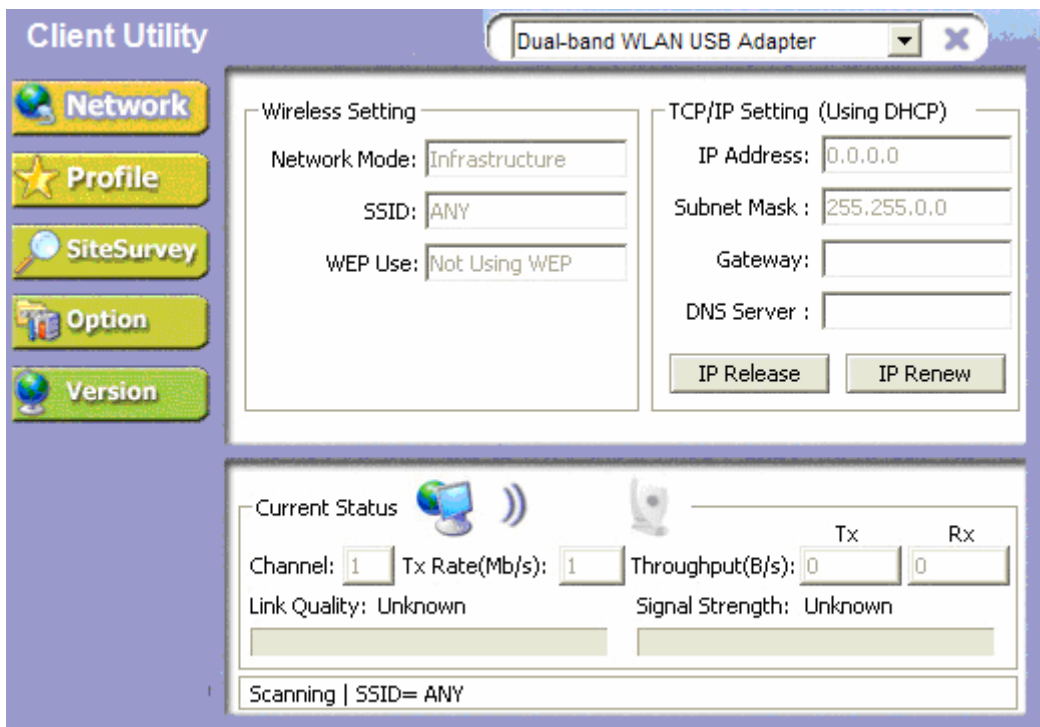 Client Utility
Dual-band WLAN USB Adapter
Network
Profile
SiteSurvey
Option
Version
Wireless Setting
Network Mode: Infrastructure
SSID: ANY
WEP Use: Not Using WEP
TCP/IP Setting (Using DHCP)
IP Address: 0.0.0.0
Subnet Mask : 255.255.0.0
Gateway:
DNS Server :
IP Release IP Renew
Current Status
Tx Rx
Channel: 1 Tx Rate(Mb/s): 1 Throughput(B/s): 0 0
Link Quality: Unknown Signal Strength: Unknown
Scanning | SSID= ANY